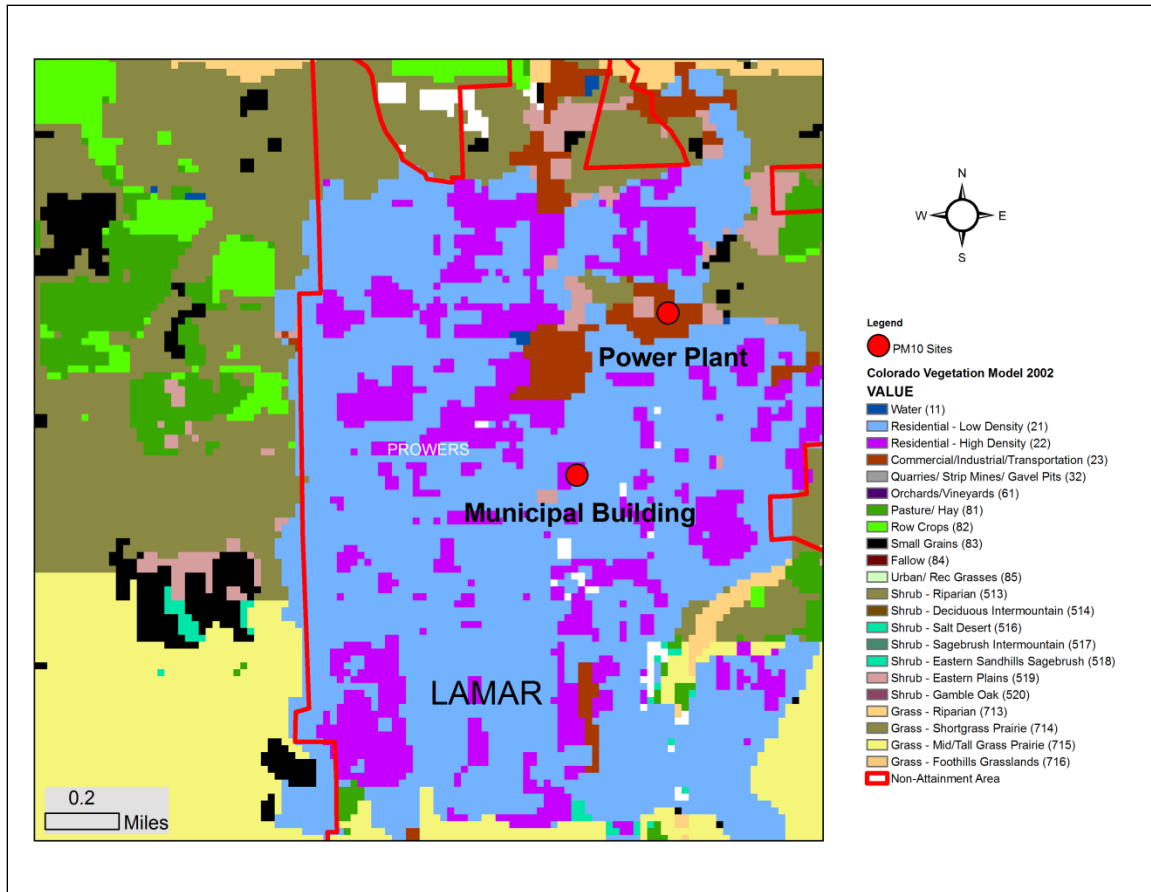 N
W
E
S
Power Plant
PROWERS
Municipal Building
LAMAR
0.2
Miles
Legend
PM10 Sites
Colorado Vegetation Model 2002
VALUE
Water (11)
Residential - Low Density (21)
Residential - High Density (22)
Commercial/Industrial/Transportation (23)
Quarries/ Strip Mines/ Gavel Pits (32)
Orchards/Vineyards (61)
Pasture/ Hay (81)
Row Crops (82)
Small Grains (83)
Fallow (84)
Urban/ Rec Grasses (85)
Shrub - Riparian (513)
Shrub - Deciduous Intermountain (514)
Shrub - Salt Desert (516)
Shrub - Sagebrush Intermountain (517)
Shrub - Eastern Sandhills Sagebrush (518)
Shrub - Eastern Plains (519)
Shrub - Gamble Oak (520)
Grass - Riparian (713)
Grass - Shortgrass Prairie (714)
Grass - Mid/Tall Grass Prairie (715)
Grass - Foothills Grasslands (716)
Non-Attainment Area